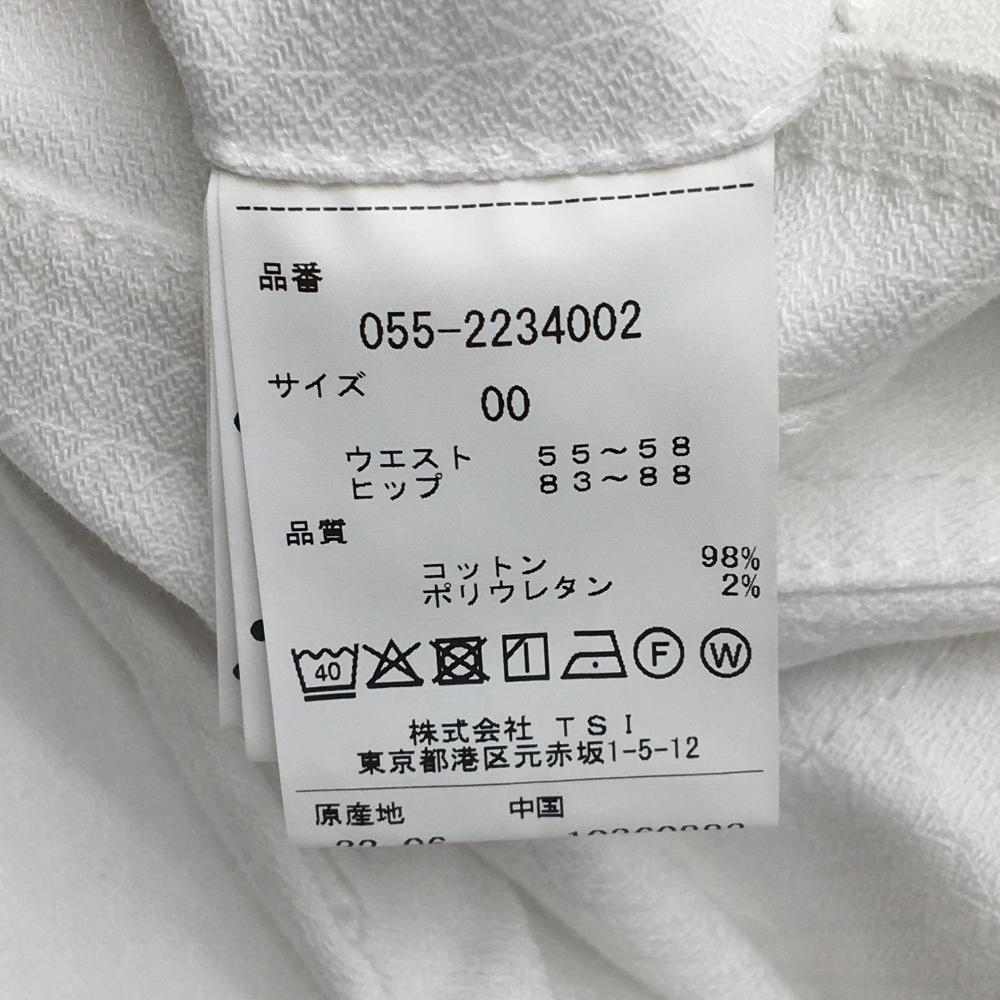 品番
055-2234002
サイズ 00
ウエスト 55〜58
ヒップ 83〜88
品質
コットン 98%
ポリウレタン 2%
40 F W
株式会社 TSI
東京都港区元赤坂1-5-12
原産地 中国